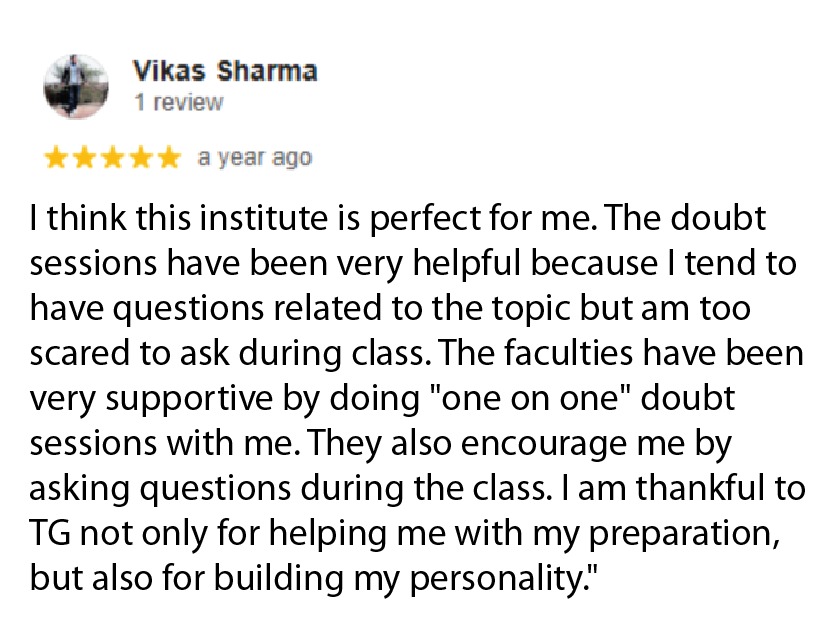 Vikas Sharma
1 review
a year ago
I think this institute is perfect for me. The doubt
sessions have been very helpful because I tend to
have questions related to the topic but am too
scared to ask during class. The faculties have been
very supportive by doing "one on one" doubt
sessions with me. They also encourage me by
asking questions during the class. I am thankful to
TG not only for helping me with my preparation,
but also for building my personality."